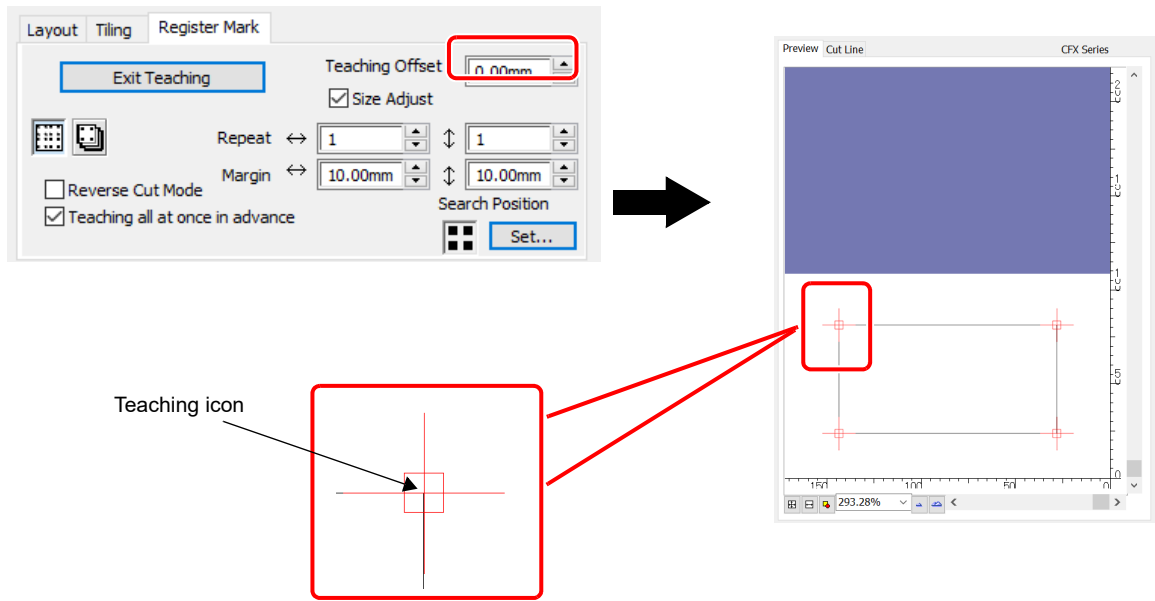 Layout Tiling Register Mark
Exit Teaching
Teaching Offset 0.00mm
Size Adjust
Repeat 1 1
Margin 10.00mm 10.00mm
Reverse Cut Mode
Teaching all at once in advance
Search Position
Set...
Preview Cut Line CFX Series
150 100 50 0
293.28%
Teaching icon